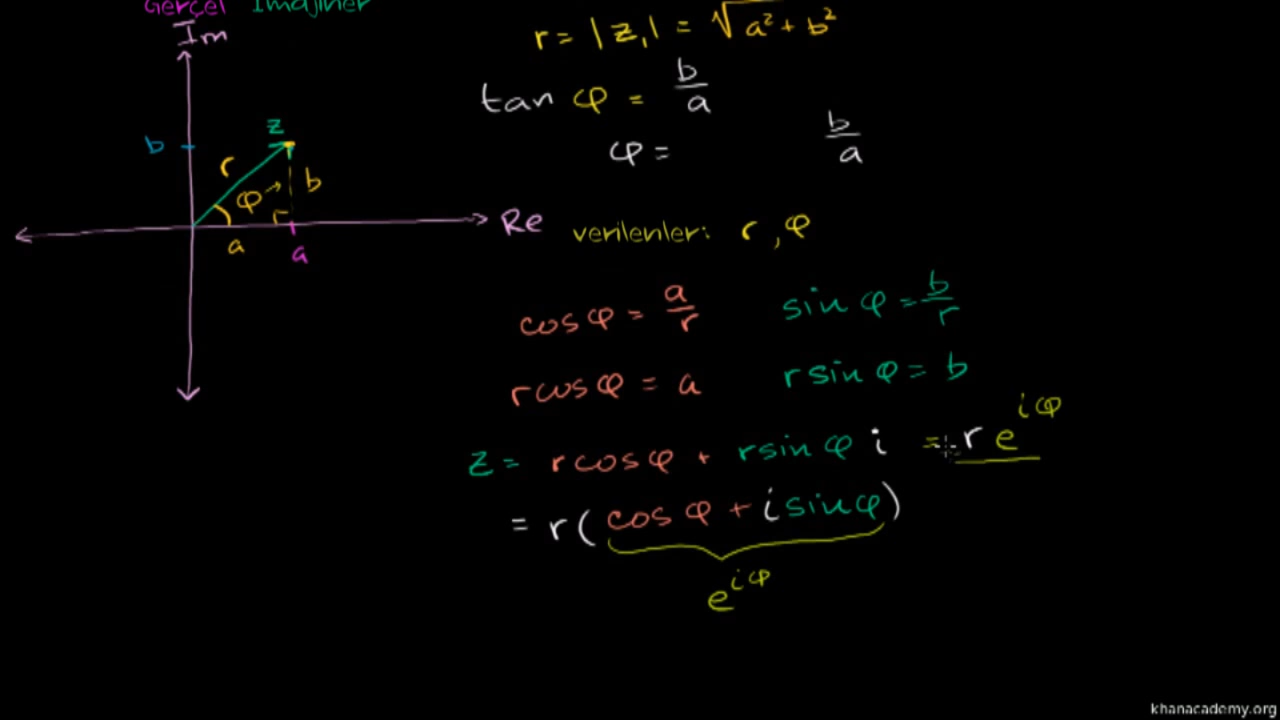 Gerçel İmajiner
Im
r = |z₁| = √a² + b²
tan φ = b/a
φ = b/a
z
b
r
φ
b
a
a
Re
verilenler: r, φ
cos φ = a/r
sin φ = b/r
r cos φ = a
r sin φ = b
z = r cos φ + r sin φ i = r e^{iφ}
= r ( cos φ + i sin φ )
e^{iφ}
khanacademy.org